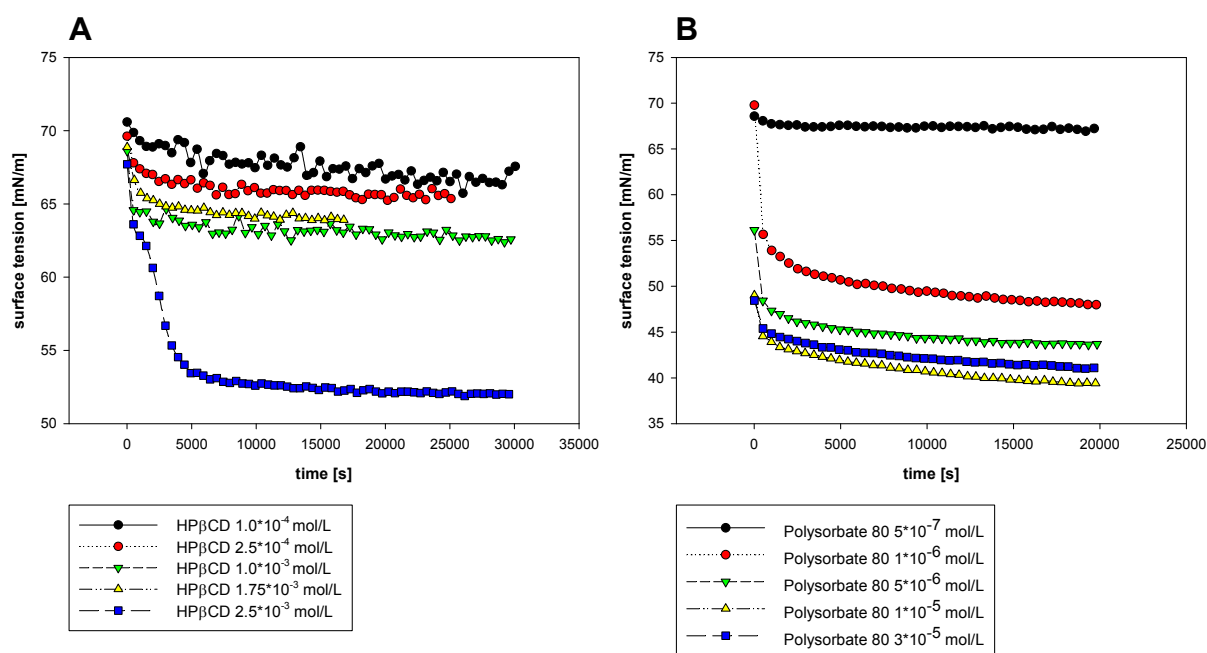 A
75
70
65
60
55
50
surface tension [mN/m]
0 5000 10000 15000 20000 25000 30000 35000
time [s]
HPβCD 1.0*10⁻⁴ mol/L
HPβCD 2.5*10⁻⁴ mol/L
HPβCD 1.0*10⁻³ mol/L
HPβCD 1.75*10⁻³ mol/L
HPβCD 2.5*10⁻³ mol/L
B
75
70
65
60
55
50
45
40
35
surface tension [mN/m]
0 5000 10000 15000 20000 25000
time [s]
Polysorbate 80 5*10⁻⁷ mol/L
Polysorbate 80 1*10⁻⁶ mol/L
Polysorbate 80 5*10⁻⁶ mol/L
Polysorbate 80 1*10⁻⁵ mol/L
Polysorbate 80 3*10⁻⁵ mol/L